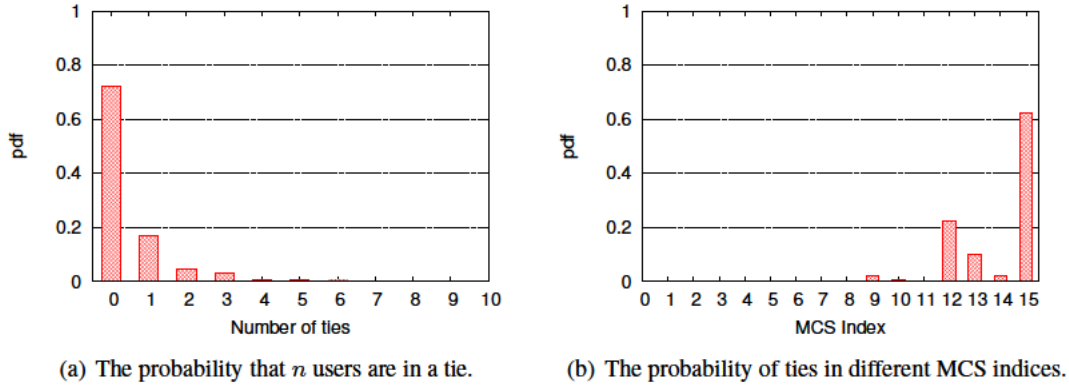 1
0.8
0.6
0.4
0.2
0
pdf
0 1 2 3 4 5 6 7 8 9 10
Number of ties
(a) The probability that n users are in a tie.
1
0.8
0.6
0.4
0.2
0
pdf
0 1 2 3 4 5 6 7 8 9 10 11 12 13 14 15
MCS Index
(b) The probability of ties in different MCS indices.